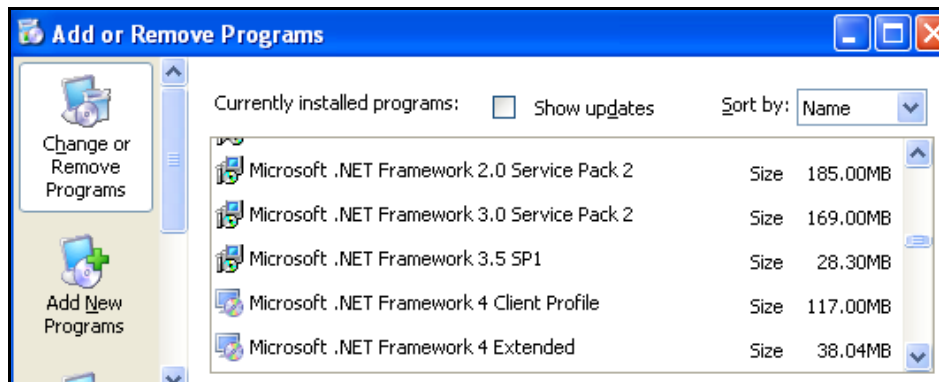 Add or Remove Programs
Change or
Remove
Programs
Add New
Programs
Currently installed programs:
Show updates
Sort by:
Name
Microsoft .NET Framework 2.0 Service Pack 2 Size 185.00MB
Microsoft .NET Framework 3.0 Service Pack 2 Size 169.00MB
Microsoft .NET Framework 3.5 SP1 Size 28.30MB
Microsoft .NET Framework 4 Client Profile Size 117.00MB
Microsoft .NET Framework 4 Extended Size 38.04MB